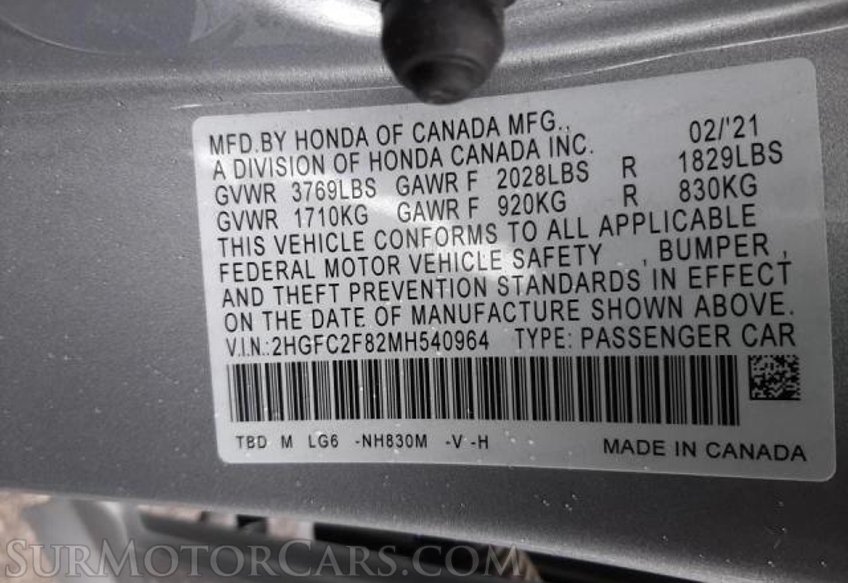 MFD.BY HONDA OF CANADA MFG., 02/'21
A DIVISION OF HONDA CANADA INC.
GVWR 3769LBS GAWR F 2028LBS R 1829LBS
GVWR 1710KG GAWR F 920KG R 830KG
THIS VEHICLE CONFORMS TO ALL APPLICABLE
FEDERAL MOTOR VEHICLE SAFETY , BUMPER ,
AND THEFT PREVENTION STANDARDS IN EFFECT
ON THE DATE OF MANUFACTURE SHOWN ABOVE.
V.I.N.:2HGFC2F82MH540964 TYPE: PASSENGER CAR
TBD M LG6 -NH830M -V -H MADE IN CANADA
SURMOTORCARS.COM